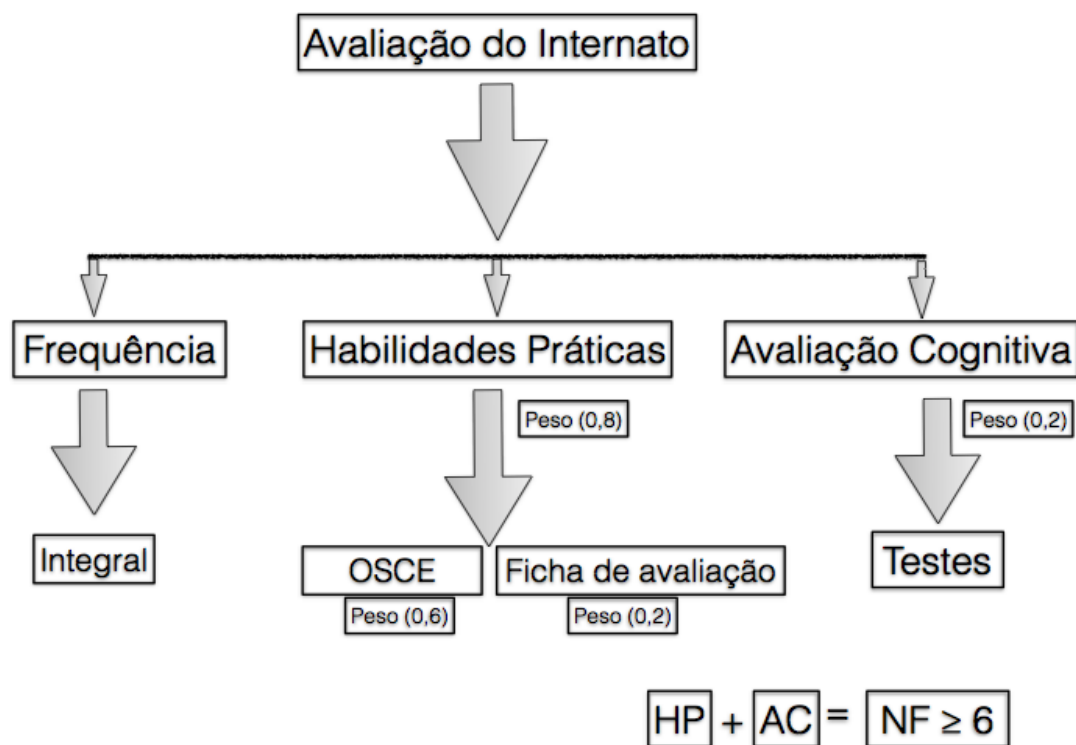 Avaliação do Internato
Frequência
Habilidades Práticas
Avaliação Cognitiva
Peso (0,8)
Peso (0,2)
Integral
OSCE
Ficha de avaliação
Testes
Peso (0,6)
Peso (0,2)
HP + AC = NF ≥ 6